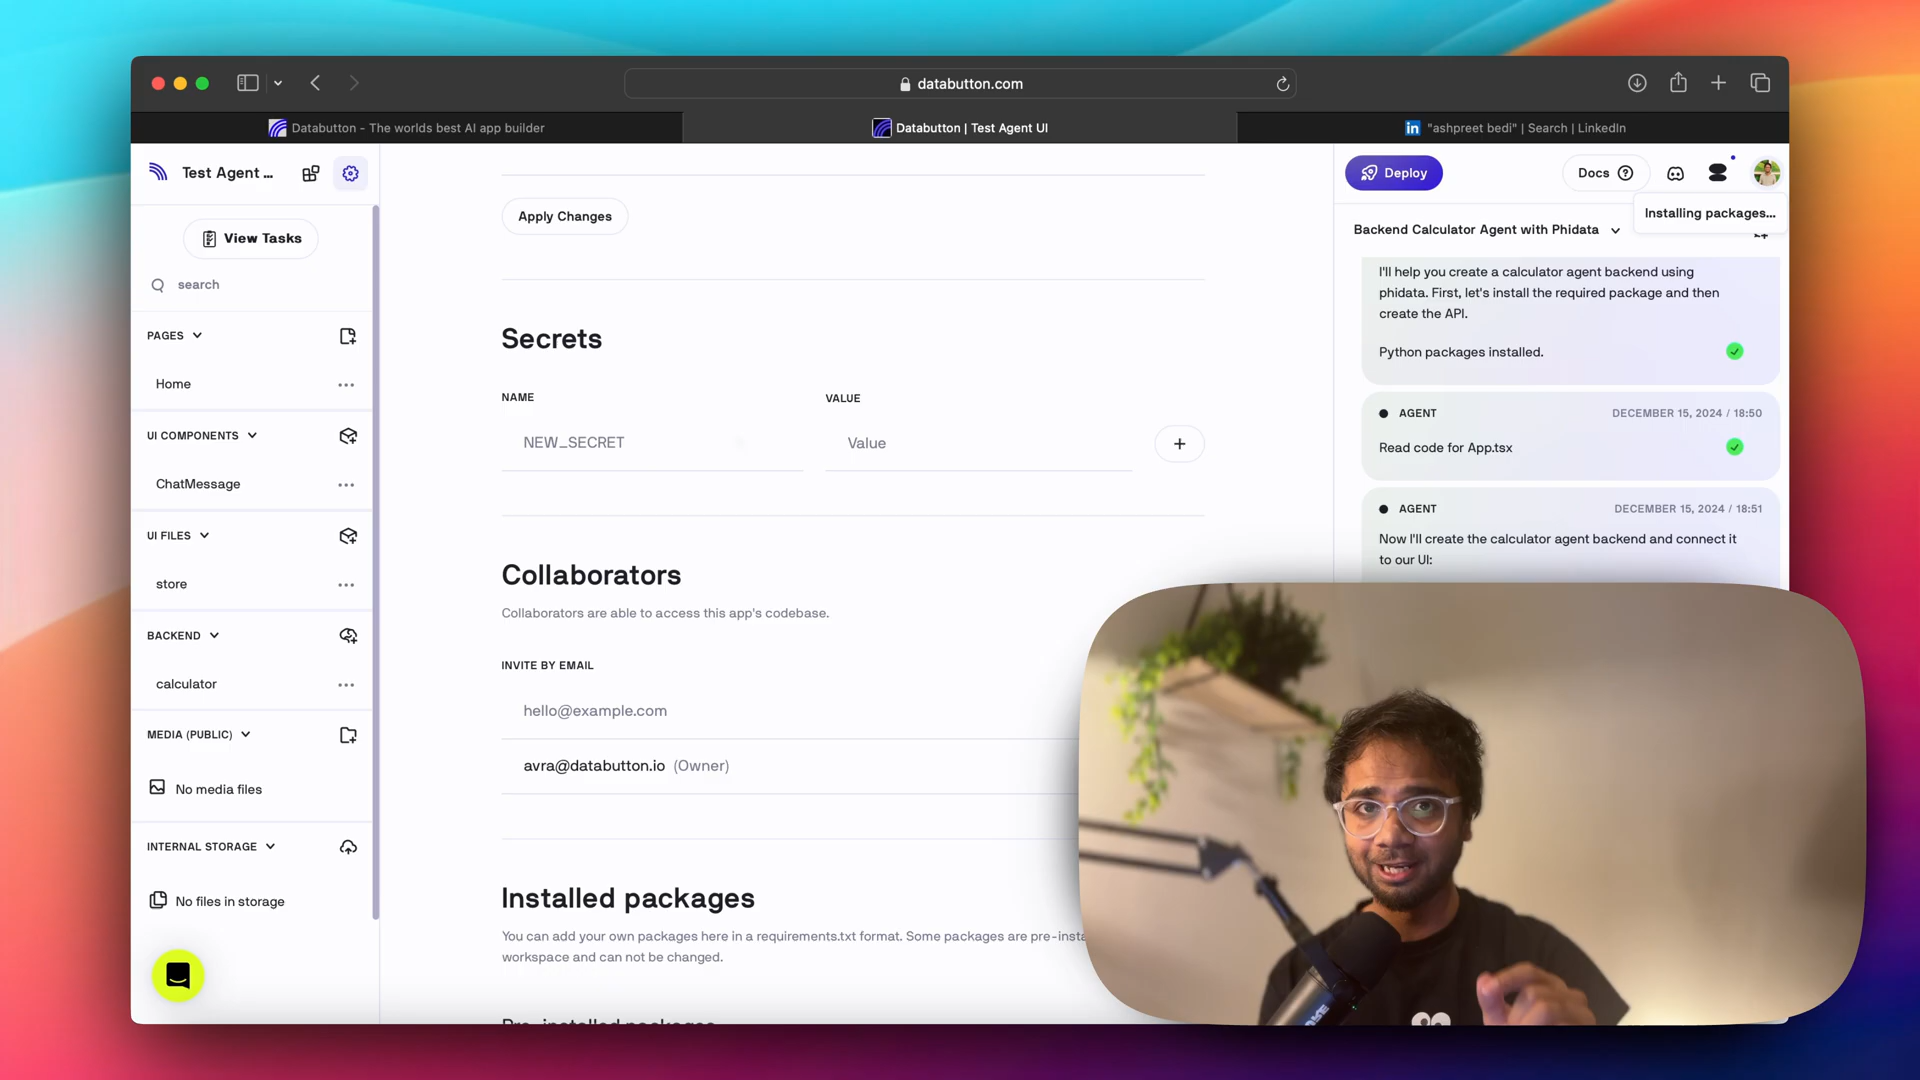 databutton.com
Databutton - The worlds best AI app builder
Databutton | Test Agent UI
"ashpreet bedi" | Search | LinkedIn
Test Agent ...
View Tasks
search
PAGES
Home
UI COMPONENTS
ChatMessage
UI FILES
store
BACKEND
calculator
MEDIA (PUBLIC)
No media files
INTERNAL STORAGE
No files in storage
Apply Changes
Secrets
NAME
VALUE
NEW_SECRET
Value
Collaborators
Collaborators are able to access this app's codebase.
INVITE BY EMAIL
hello@example.com
avra@databutton.io (Owner)
Installed packages
You can add your own packages here in a requirements.txt format. Some packages are pre-insta
workspace and can not be changed.
Pre-installed packages
Deploy
Docs
Installing packages...
Backend Calculator Agent with Phidata
I'll help you create a calculator agent backend using
phidata. First, let's install the required package and then
create the API.
Python packages installed.
AGENT
DECEMBER 15, 2024 / 18:50
Read code for App.tsx
AGENT
DECEMBER 15, 2024 / 18:51
Now I'll create the calculator agent backend and connect it
to our UI: